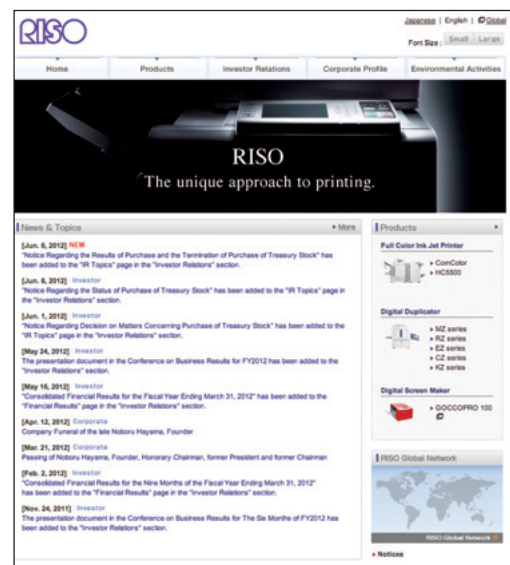 RISO
Japanese | English | Global
Font Size : Small Large
Home Products Investor Relations Corporate Profile Environmental Activities
RISO
The unique approach to printing.
News & Topics More
[Jun. 6, 2012] NEW
"Notice Regarding the Results of Purchase and the Termination of Purchase of Treasury Stock" has
been added to the "IR Topics" page in the "Investor Relations" section.
[Jun. 6, 2012] Investor
"Notice Regarding the Status of Purchase of Treasury Stock" has been added to the "IR Topics" page in
the "Investor Relations" section.
[Jun. 1, 2012] Investor
"Notice Regarding Decision on Matters Concerning Purchase of Treasury Stock" has been added to the
"IR Topics" page in the "Investor Relations" section.
[May 24, 2012] Investor
The presentation document in the Conference on Business Results for FY2012 has been added to the
"Investor Relations" section.
[May 16, 2012] Investor
"Consolidated Financial Results for the Fiscal Year Ending March 31, 2012" has been added to the
"Financial Results" page in the "Investor Relations" section.
[Apr. 12, 2012] Corporate
Company Funeral of the late Noboru Hayama, Founder
[Mar. 21, 2012] Corporate
Passing of Noboru Hayama, Founder, Honorary Chairman, former President and former Chairman
[Feb. 2, 2012] Investor
"Consolidated Financial Results for the Nine Months of the Fiscal Year Ending March 31, 2012"
has been added to the "Financial Results" page in the "Investor Relations" section.
[Nov. 24, 2011] Investor
The presentation document in the Conference on Business Results for The Six Months of FY2012 has
been added to the "Investor Relations" section.
Products
Full Color Ink Jet Printer
ComColor
HC5500
Digital Duplicator
MZ series
RZ series
EZ series
CZ series
KZ series
Digital Screen Maker
GOCCOPRO 100
RISO Global Network
RISO Global Network
Notices